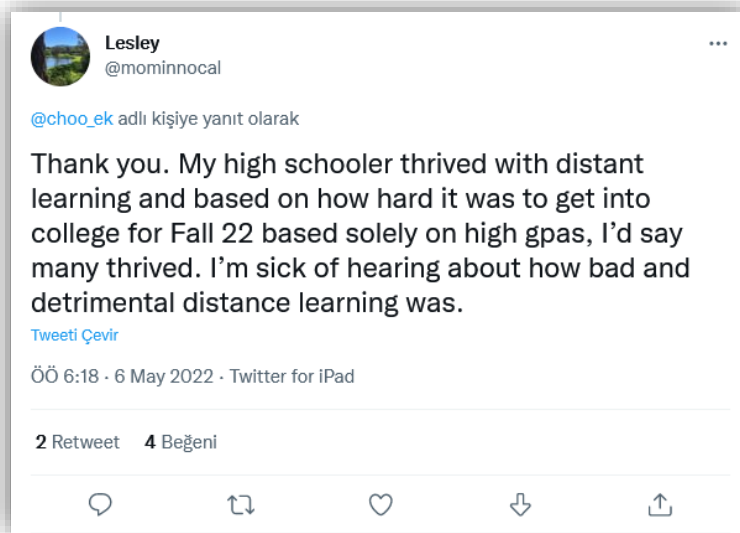 Lesley
@mominnocal
@choo_ek adlı kişiye yanıt olarak
Thank you. My high schooler thrived with distant
learning and based on how hard it was to get into
college for Fall 22 based solely on high gpas, I’d say
many thrived. I’m sick of hearing about how bad and
detrimental distance learning was.
Tweeti Çevir
ÖÖ 6:18 · 6 May 2022 · Twitter for iPad
2 Retweet 4 Beğeni